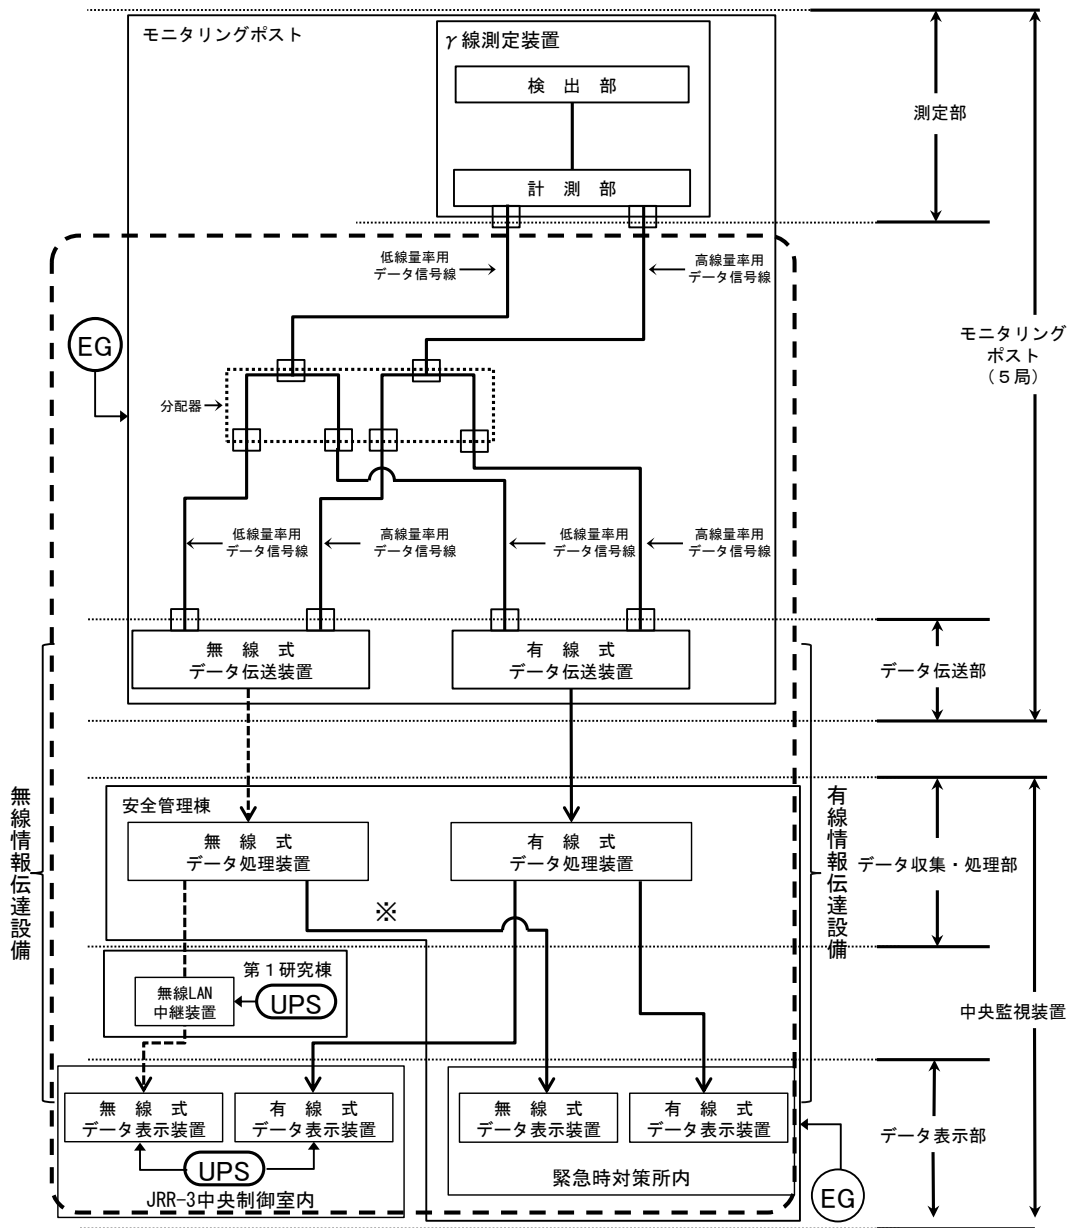 モニタリングポスト
γ線測定装置
検 出 部
計 測 部
測定部
低線量率用
データ信号線
高線量率用
データ信号線
EG
モニタリング
ポスト
（５局）
分配器
低線量率用
データ信号線
高線量率用
データ信号線
低線量率用
データ信号線
高線量率用
データ信号線
無 線 式
データ伝送装置
有 線 式
データ伝送装置
データ伝送部
無線情報伝達設備
有線情報伝達設備
安全管理棟
無 線 式
データ処理装置
有 線 式
データ処理装置
データ収集・処理部
※
第１研究棟
無線LAN
中継装置
UPS
中央監視装置
無 線 式
データ表示装置
有 線 式
データ表示装置
無 線 式
データ表示装置
有 線 式
データ表示装置
データ表示部
UPS
JRR-3中央制御室内
緊急時対策所内
EG